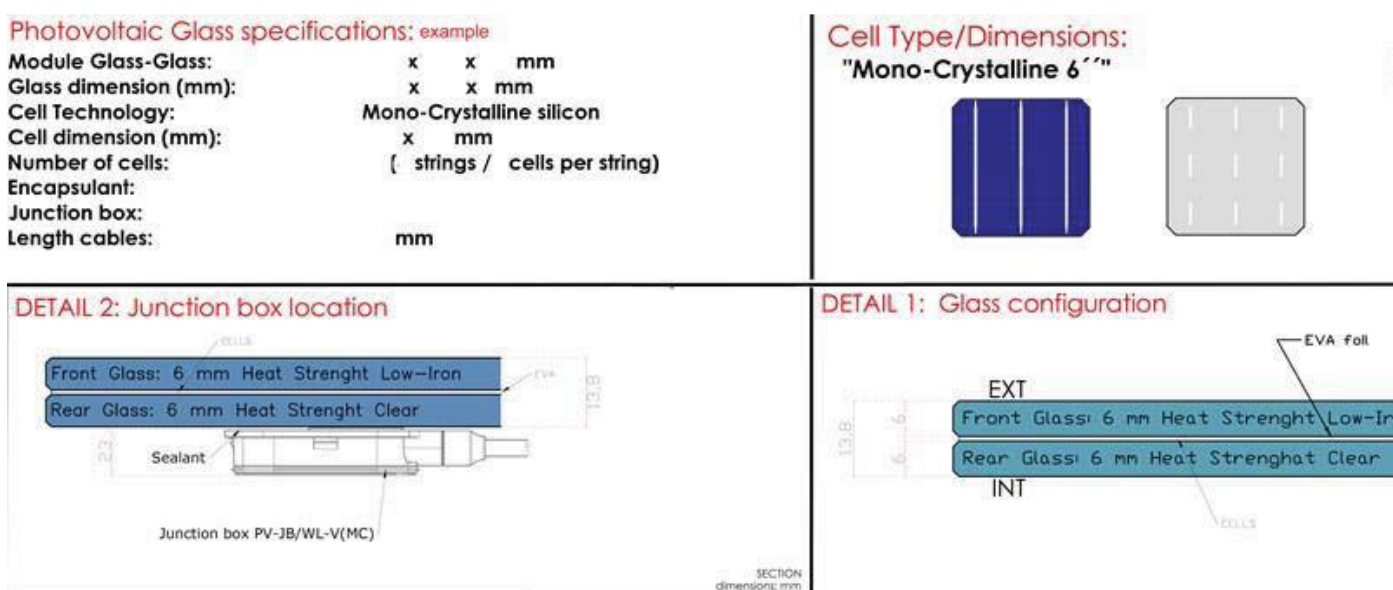 Photovoltaic Glass specifications: example
Module Glass-Glass: x x mm
Glass dimension (mm): x x mm
Cell Technology: Mono-Crystalline silicon
Cell dimension (mm): x mm
Number of cells: ( strings / cells per string)
Encapsulant:
Junction box:
Length cables: mm
Cell Type/Dimensions:
"Mono-Crystalline 6´´"
DETAIL 2: Junction box location
CELLS
Front Glass: 6 mm Heat Strenght Low-Iron
EVA
Rear Glass: 6 mm Heat Strenght Clear
13,8
23
Sealant
Junction box PV-JB/WL-V(MC)
SECTION
dimensions: mm
DETAIL 1: Glass configuration
EVA foil
EXT
Front Glass: 6 mm Heat Strenght Low-Ir
Rear Glass: 6 mm Heat Strenghat Clear
13,8
6
6
INT
CELLS